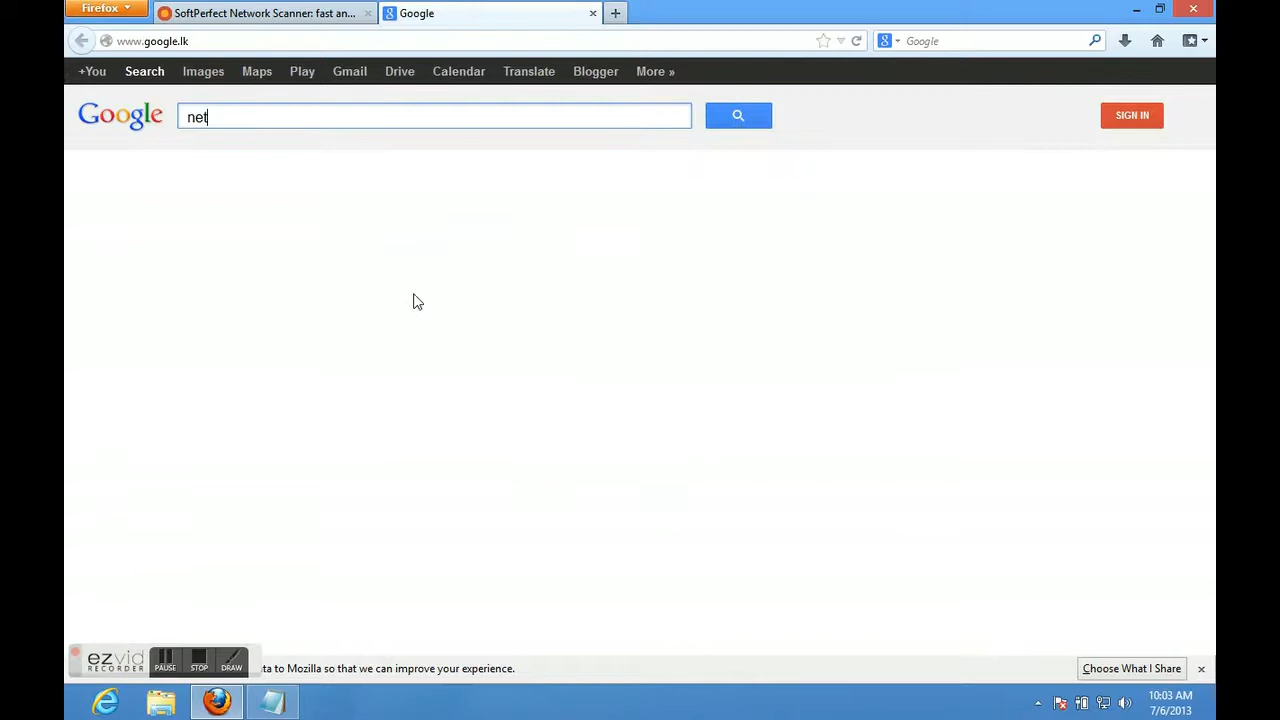 Firefox
SoftPerfect Network Scanner: fast an...
Google
www.google.lk
Google
+You Search Images Maps Play Gmail Drive Calendar Translate Blogger More »
Google
net
SIGN IN
ezvid
RECORDER
PAUSE STOP DRAW
ta to Mozilla so that we can improve your experience.
Choose What I Share
10:03 AM
7/6/2013